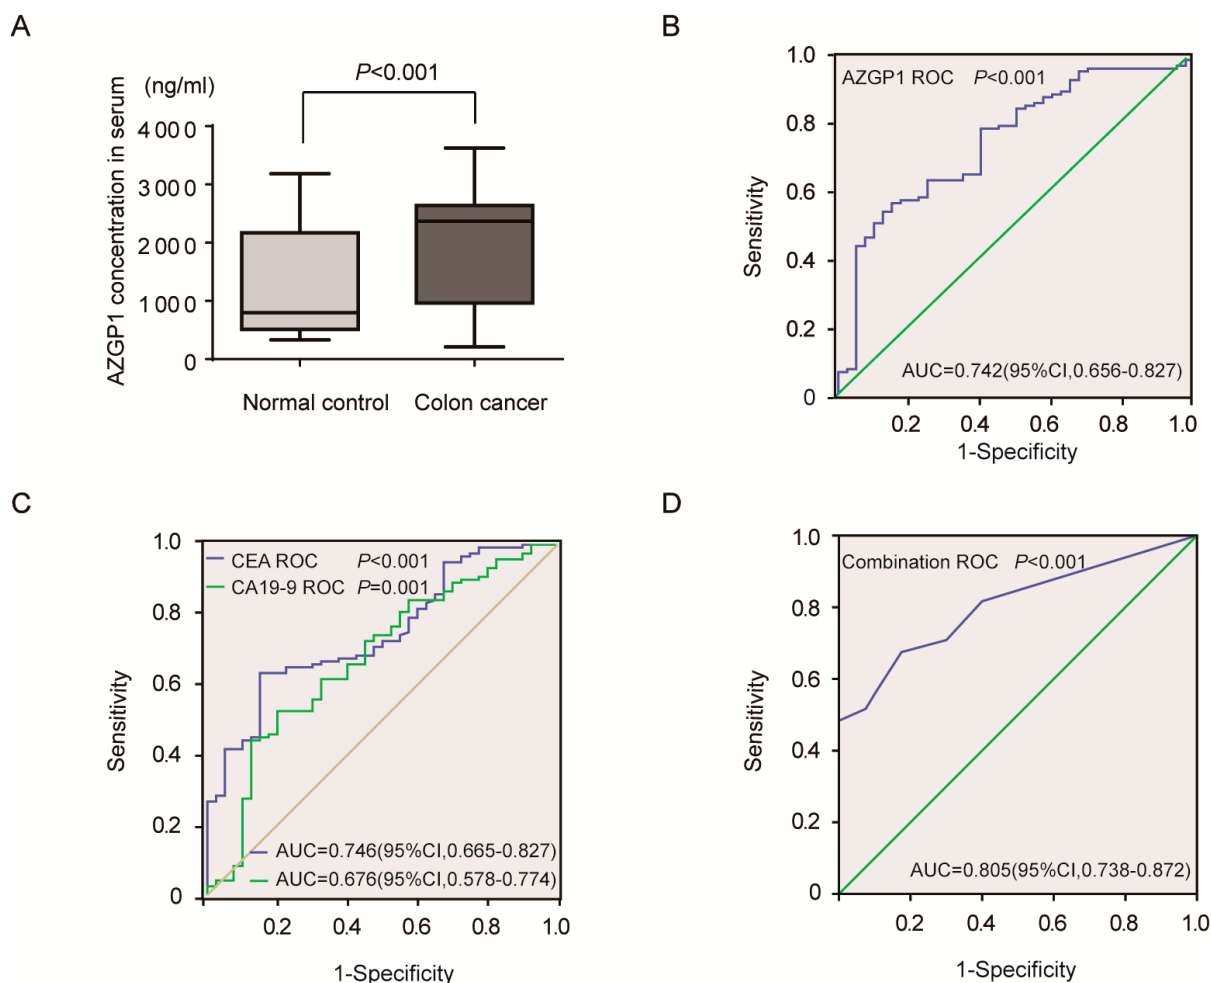 A
P<0.001
(ng/ml)
AZGP1 concentration in serum
4000
3000
2000
1000
0
Normal control
Colon cancer
B
AZGP1 ROC P<0.001
Sensitivity
1.0
0.8
0.6
0.4
0.2
0
AUC=0.742(95%CI,0.656-0.827)
0.2 0.4 0.6 0.8 1.0
1-Specificity
C
CEA ROC P<0.001
CA19-9 ROC P=0.001
Sensitivity
1.0
0.8
0.6
0.4
0.2
0
AUC=0.746(95%CI,0.665-0.827)
AUC=0.676(95%CI,0.578-0.774)
0.2 0.4 0.6 0.8 1.0
1-Specificity
D
Combination ROC P<0.001
Sensitivity
1.0
0.8
0.6
0.4
0.2
0
AUC=0.805(95%CI,0.738-0.872)
0.2 0.4 0.6 0.8 1.0
1-Specificity